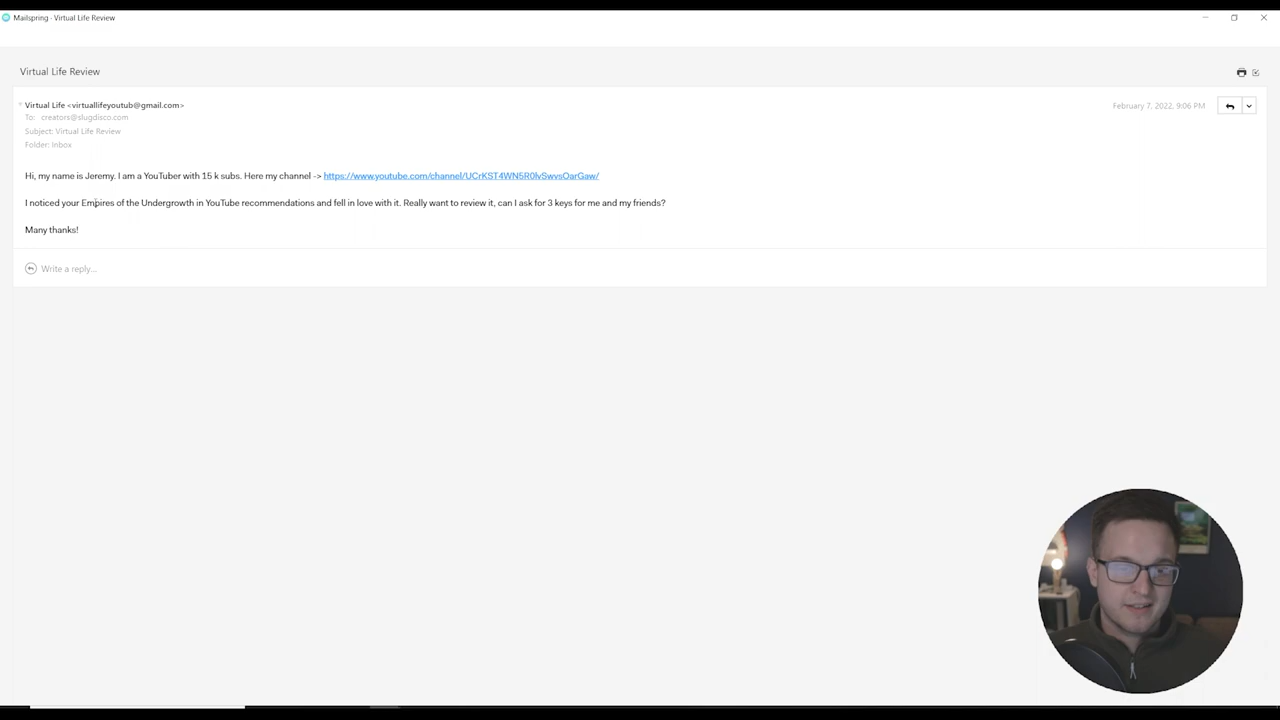 Mailspring - Virtual Life Review
Virtual Life Review
Virtual Life <virtuallifeyoutub@gmail.com>
February 7, 2022, 9:06 PM
To: creators@slugdisco.com
Subject: Virtual Life Review
Folder: Inbox
Hi, my name is Jeremy. I am a YouTuber with 15 k subs. Here my channel -> https://www.youtube.com/channel/UCrKST4WN5R0lvSwvsOarGaw/
I noticed your Empires of the Undergrowth in YouTube recommendations and fell in love with it. Really want to review it, can I ask for 3 keys for me and my friends?
Many thanks!
Write a reply...